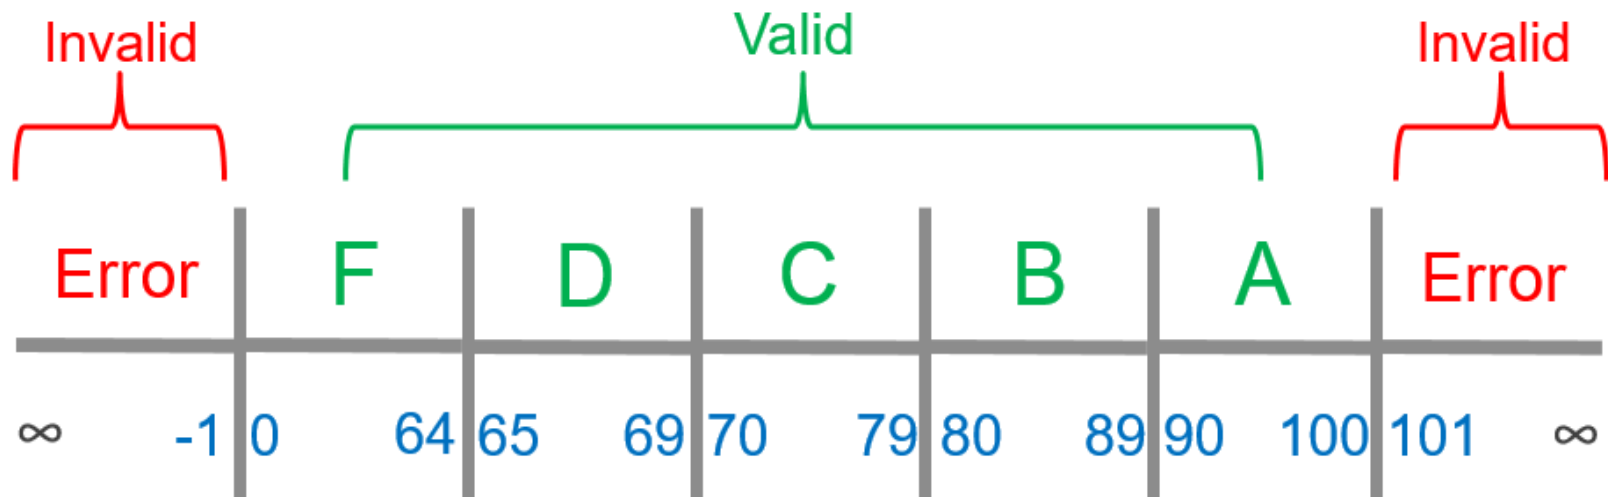 Invalid Valid Invalid
Error F D C B A Error
∞ -1 0 64 65 69 70 79 80 89 90 100 101 ∞